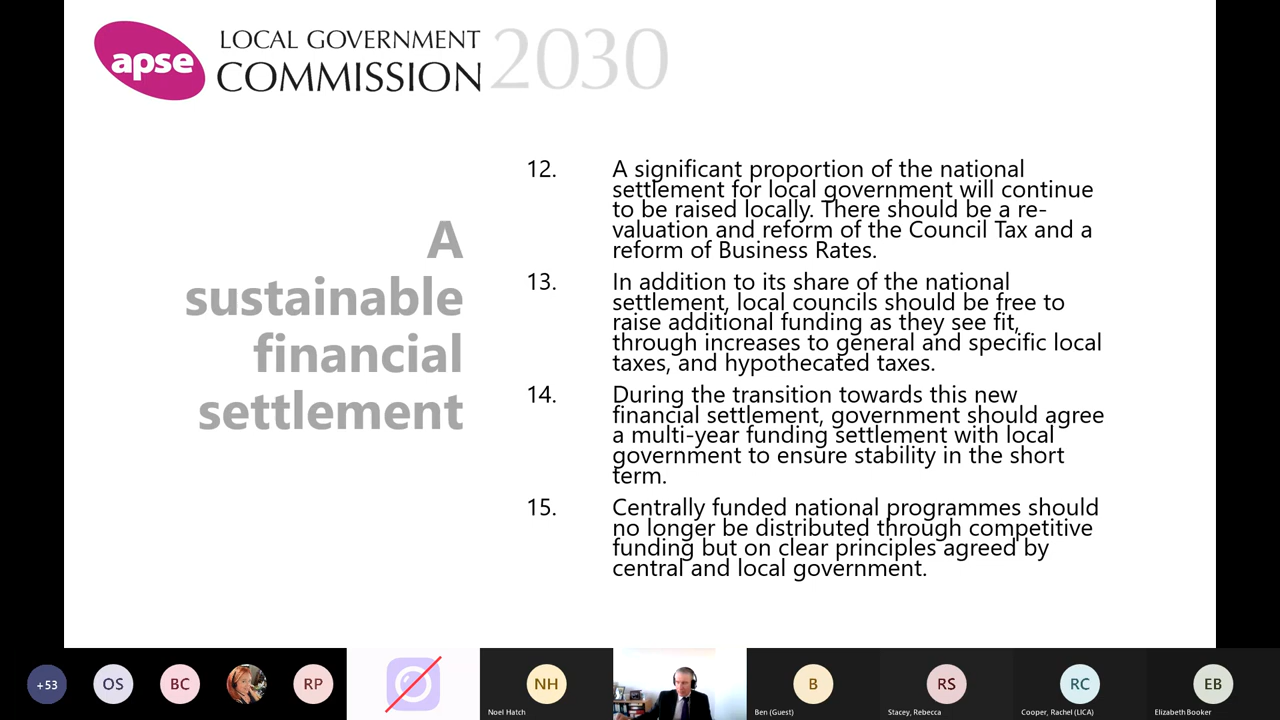 apse
LOCAL GOVERNMENT
COMMISSION 2030
A
sustainable
financial
settlement
12. A significant proportion of the national
settlement for local government will continue
to be raised locally. There should be a re-
valuation and reform of the Council Tax and a
reform of Business Rates.
13. In addition to its share of the national
settlement, local councils should be free to
raise additional funding as they see fit,
through increases to general and specific local
taxes, and hypothecated taxes.
14. During the transition towards this new
financial settlement, government should agree
a multi-year funding settlement with local
government to ensure stability in the short
term.
15. Centrally funded national programmes should
no longer be distributed through competitive
funding but on clear principles agreed by
central and local government.
+53 OS BC RP NH B RS RC EB
Noel Hatch Ben (Guest) Stacey, Rebecca Cooper, Rachel (LICA) Elizabeth Booker